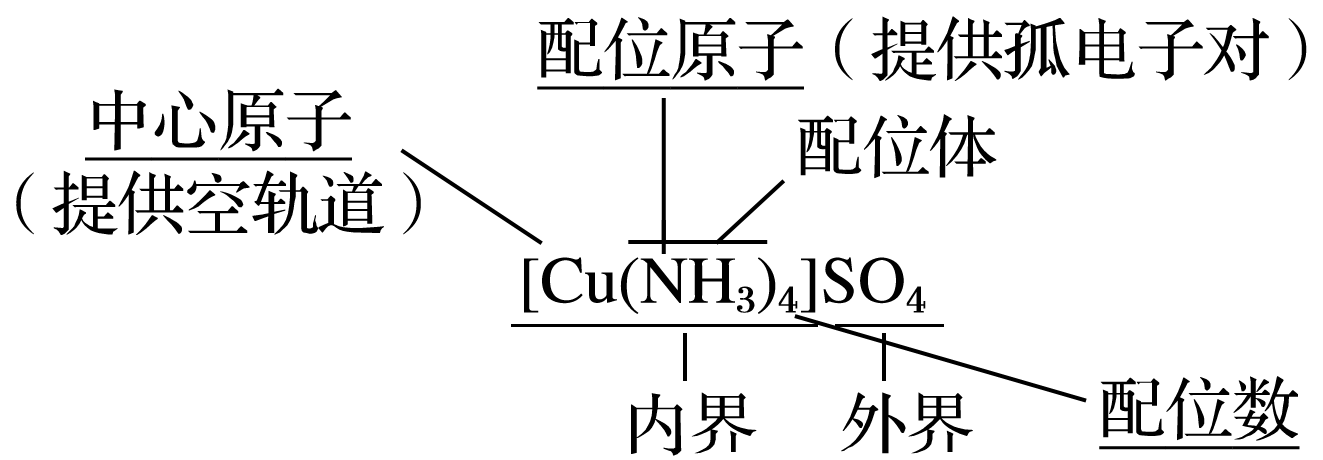 配位原子(提供孤电子对)
中心原子
(提供空轨道)
配位体
[Cu(NH₃)₄]SO₄
内界
外界
配位数